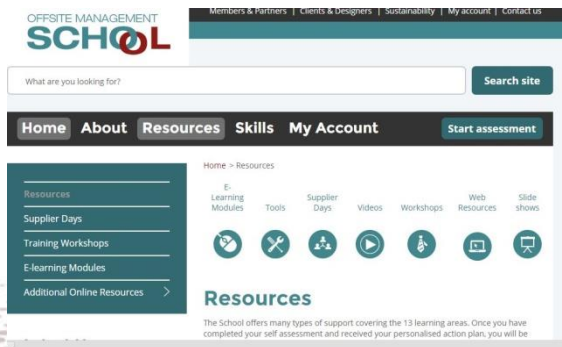 Members & Partners | Clients & Designers | Sustainability | My account | Contact us
OFFSITE MANAGEMENT
SCHOOL
What are you looking for?
Search site
Home About Resources Skills My Account Start assessment
Home > Resources
Resources
Supplier Days
Training Workshops
E-learning Modules
Additional Online Resources >
E-
Learning
Modules
Tools
Supplier
Days
Videos
Workshops
Web
Resources
Slide
shows
Resources
The School offers many types of support covering the 13 learning areas. Once you have
completed your self assessment and received your personalised action plan, you will be